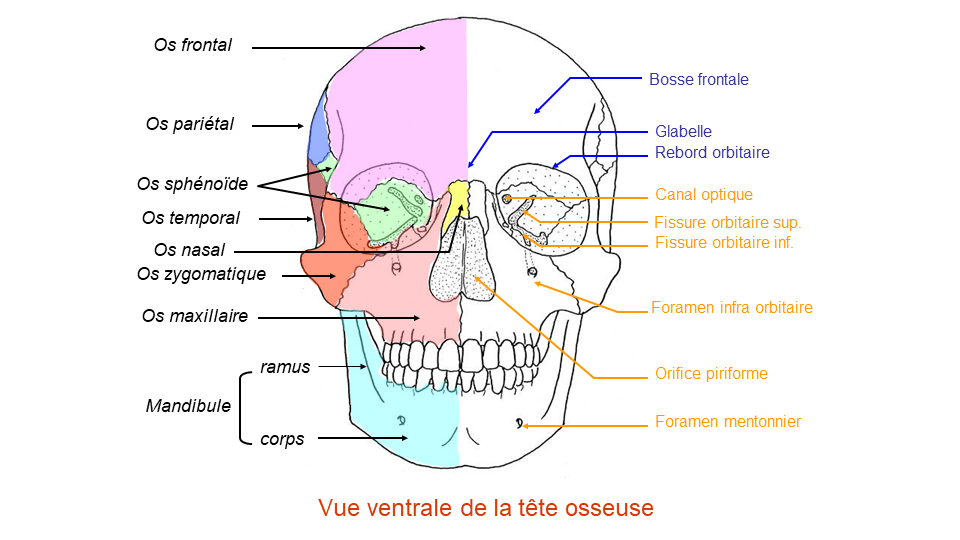 Os frontal
Os pariétal
Os sphénoïde
Os temporal
Os nasal
Os zygomatique
Os maxillaire
ramus
Mandibule
corps
Bosse frontale
Glabelle
Rebord orbitaire
Canal optique
Fissure orbitaire sup.
Fissure orbitaire inf.
Foramen infra orbitaire
Orifice piriforme
Foramen mentonnier
Vue ventrale de la tête osseuse